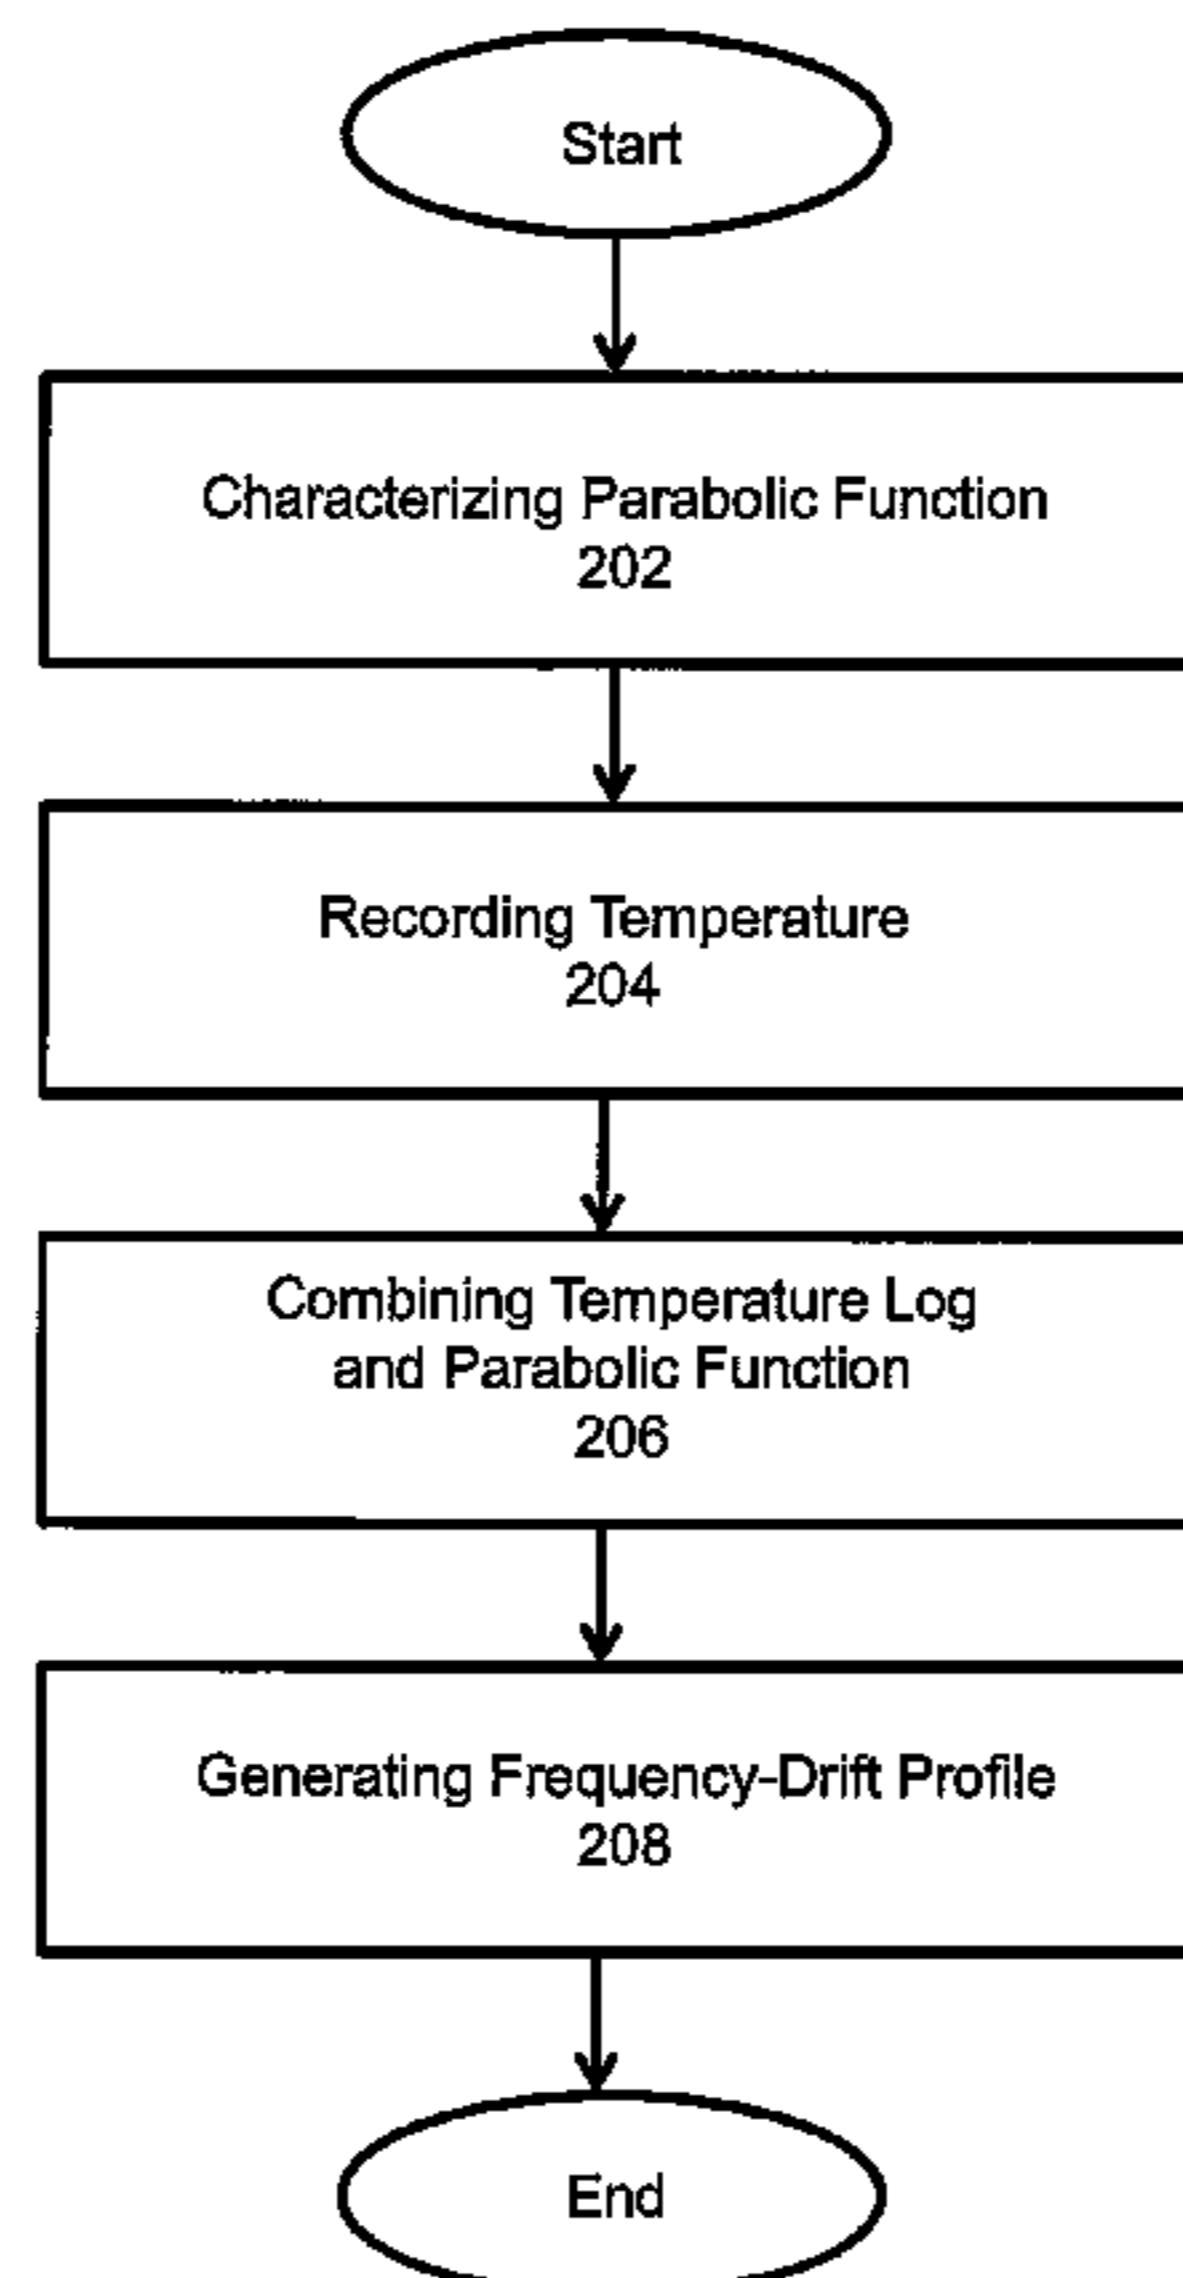 Start
Characterizing Parabolic Function
202
Recording Temperature
204
Combining Temperature Log
and Parabolic Function
206
Generating Frequency-Drift Profile
208
End